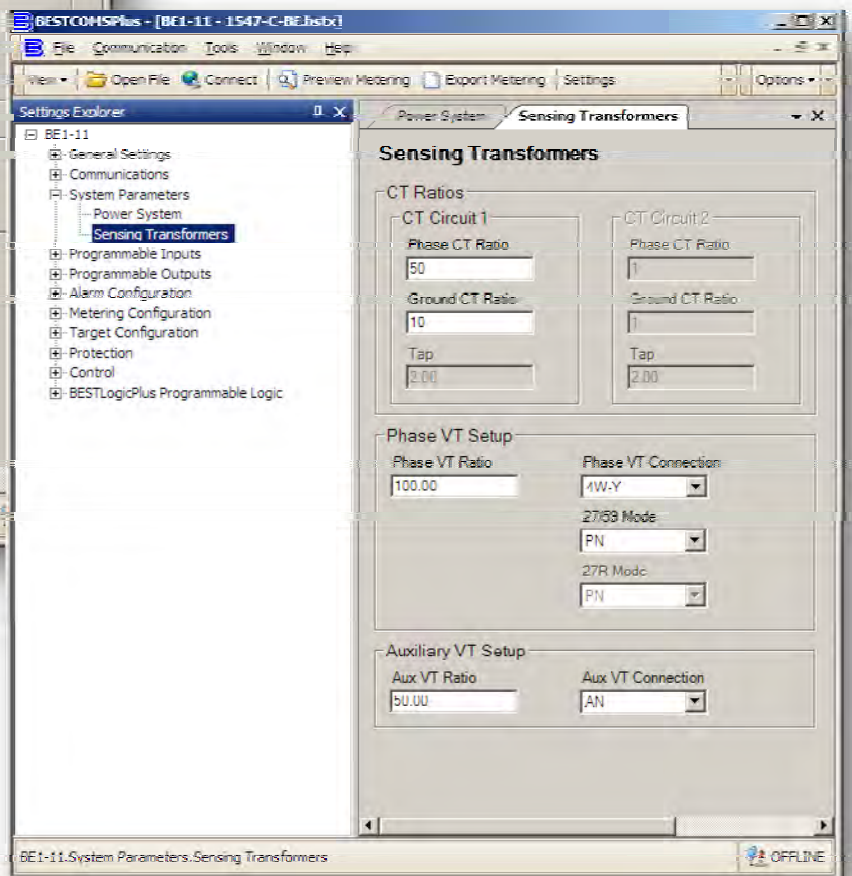 BESTCOMSPlus - [BE1-11 - 1547-C-BE.bstx]
File Communication Tools Window Help
View Open File Connect Preview Metering Export Metering Settings Options
Settings Explorer
BE1-11
General Settings
Communications
System Parameters
Power System
Sensing Transformers
Programmable Inputs
Programmable Outputs
Alarm Configuration
Metering Configuration
Target Configuration
Protection
Control
BESTLogicPlus Programmable Logic
Power System Sensing Transformers
Sensing Transformers
CT Ratios
CT Circuit 1 CT Circuit 2
Phase CT Ratio Phase CT Ratio
50 1
Ground CT Ratio Ground CT Ratio
10 1
Tap Tap
2.00 2.00
Phase VT Setup
Phase VT Ratio Phase VT Connection
100.00 4W-Y
27/59 Mode
PN
27R Mode
PN
Auxiliary VT Setup
Aux VT Ratio Aux VT Connection
50.00 AN
BE1-11.System Parameters.Sensing Transformers OFFLINE